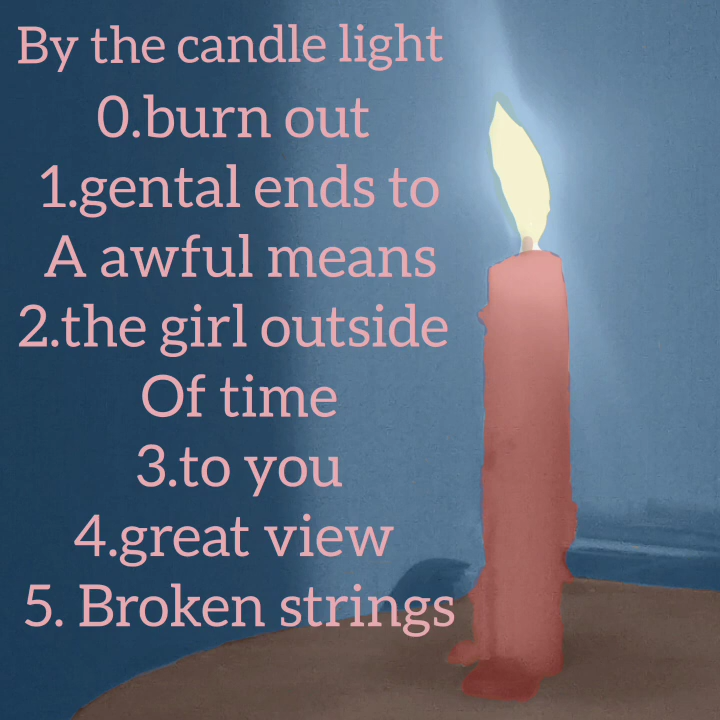 By the candle light
0.burn out
1.gental ends to
A awful means
2.the girl outside
Of time
3.to you
4.great view
5. Broken strings